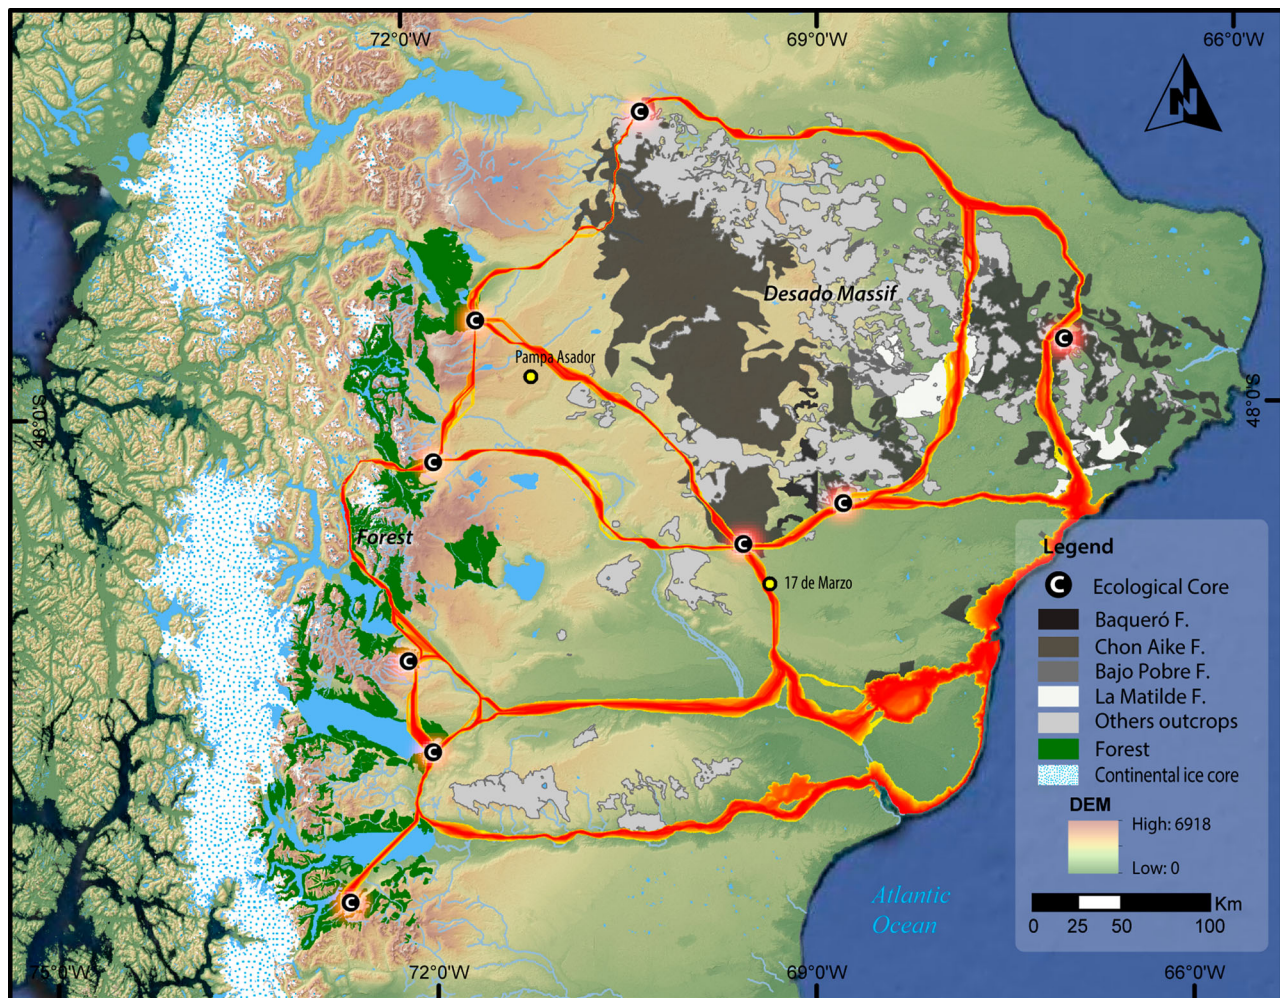 72°0'W
69°0'W
66°0'W
N
C
C
Desado Massif
C
Pampa Asador
48°0'S
48°0'S
C
C
Forest
C
Legend
C Ecological Core
17 de Marzo
Baqueró F.
Chon Aike F.
C
Bajo Pobre F.
La Matilde F.
Others outcrops
C
Forest
Continental ice core
DEM
High: 6918
Low: 0
C
Atlantic
Ocean
Km
0 25 50 100
75°0'W
72°0'W
69°0'W
66°0'W